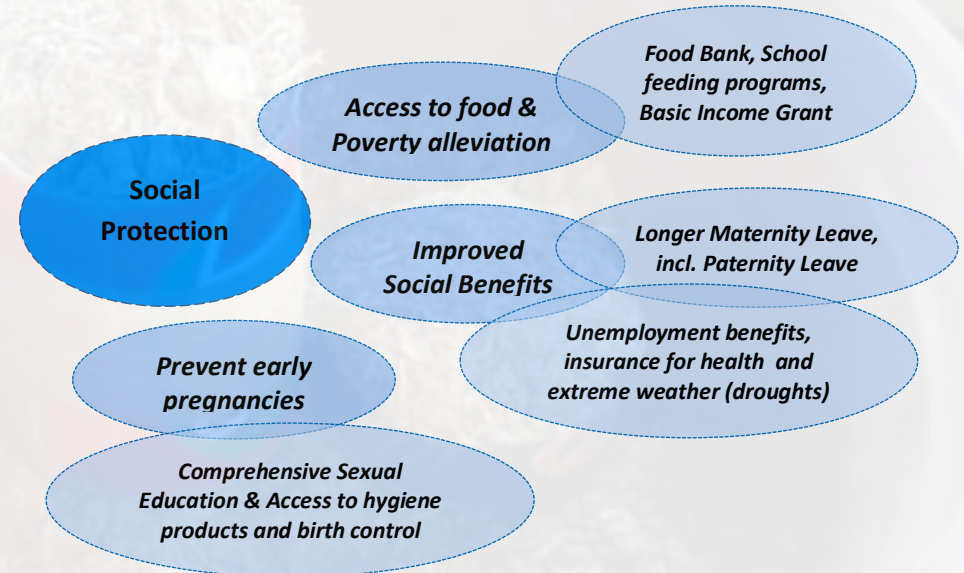 Social
Protection
Access to food &
Poverty alleviation
Food Bank, School
feeding programs,
Basic Income Grant
Improved
Social Benefits
Longer Maternity Leave,
incl. Paternity Leave
Unemployment benefits,
insurance for health and
extreme weather (droughts)
Prevent early
pregnancies
Comprehensive Sexual
Education & Access to hygiene
products and birth control